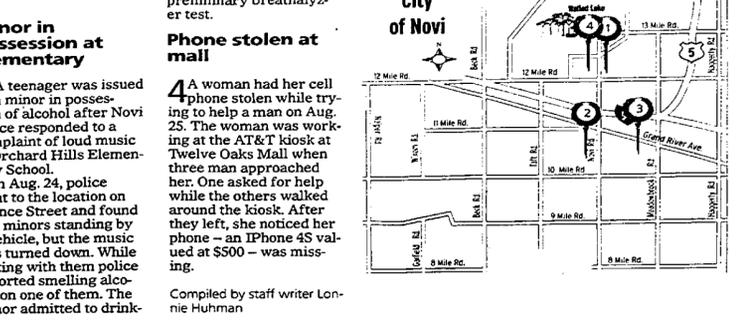 nor in
ssession at
ementary
A teenager was issued
minor in posses-
of alcohol after Novi
ce responded to a
plaint of loud music
rchard Hills Elemen-
School.
n Aug. 24, police
t to the location on
nce Street and found
minors standing by
ehicle, but the music
turned down. While
ing with them police
orted smelling alco-
on one of them. The
or admitted to drink-
preliminary breathalyz-
er test.
Phone stolen at
mall
4 A woman had her cell
phone stolen while try-
ing to help a man on Aug.
25. The woman was work-
ing at the AT&T kiosk at
Twelve Oaks Mall when
three man approached
her. One asked for help
while the others walked
around the kiosk. After
they left, she noticed her
phone – an IPhone 4S val-
ued at $500 – was miss-
ing.
Compiled by staff writer Lon-
nie Huhman
City
of Novi
Walled Lake
4
1
13 Mile Rd.
N
Beck Rd
5
Haggerty Rd.
12 Mile Rd.
12 Mile Rd.
2
3
11 Mile Rd.
Grand River Ave.
Taft Rd.
Novi Rd.
10 Mile Rd.
Beck Rd.
Meadowbrook
Rd.
Haggerty Rd.
9 Mile Rd.
Garfield Rd.
8 Mile Rd.
8 Mile Rd.